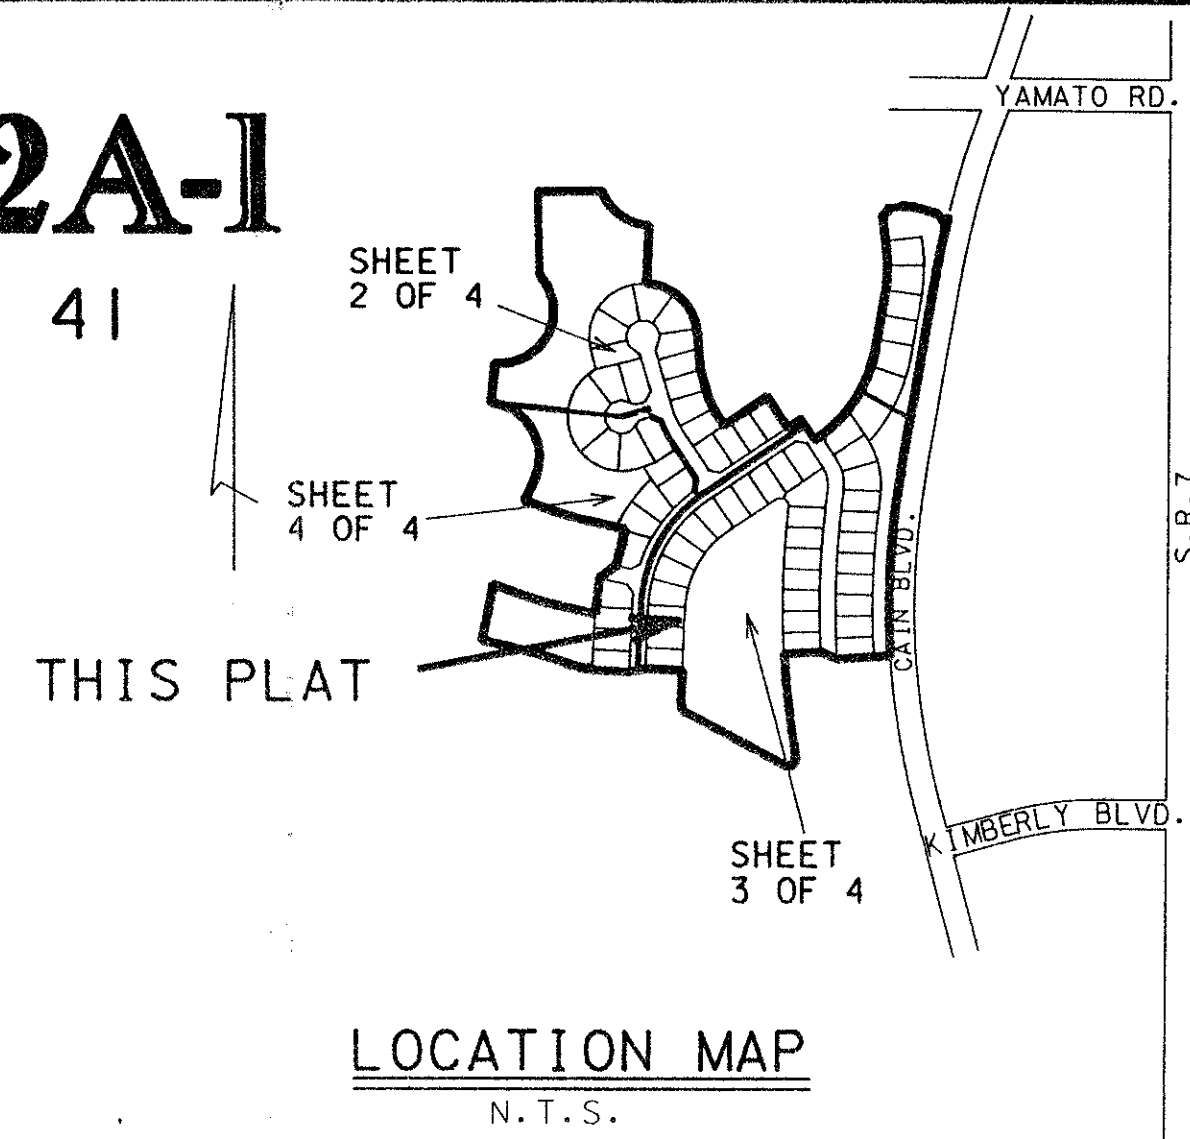 YAMATO RD.
2A-1
SHEET
2 OF 4
41
SHEET
4 OF 4
S.R.7
CAIN BLVD.
THIS PLAT
KIMBERLY BLVD.
SHEET
3 OF 4
LOCATION MAP
N.T.S.